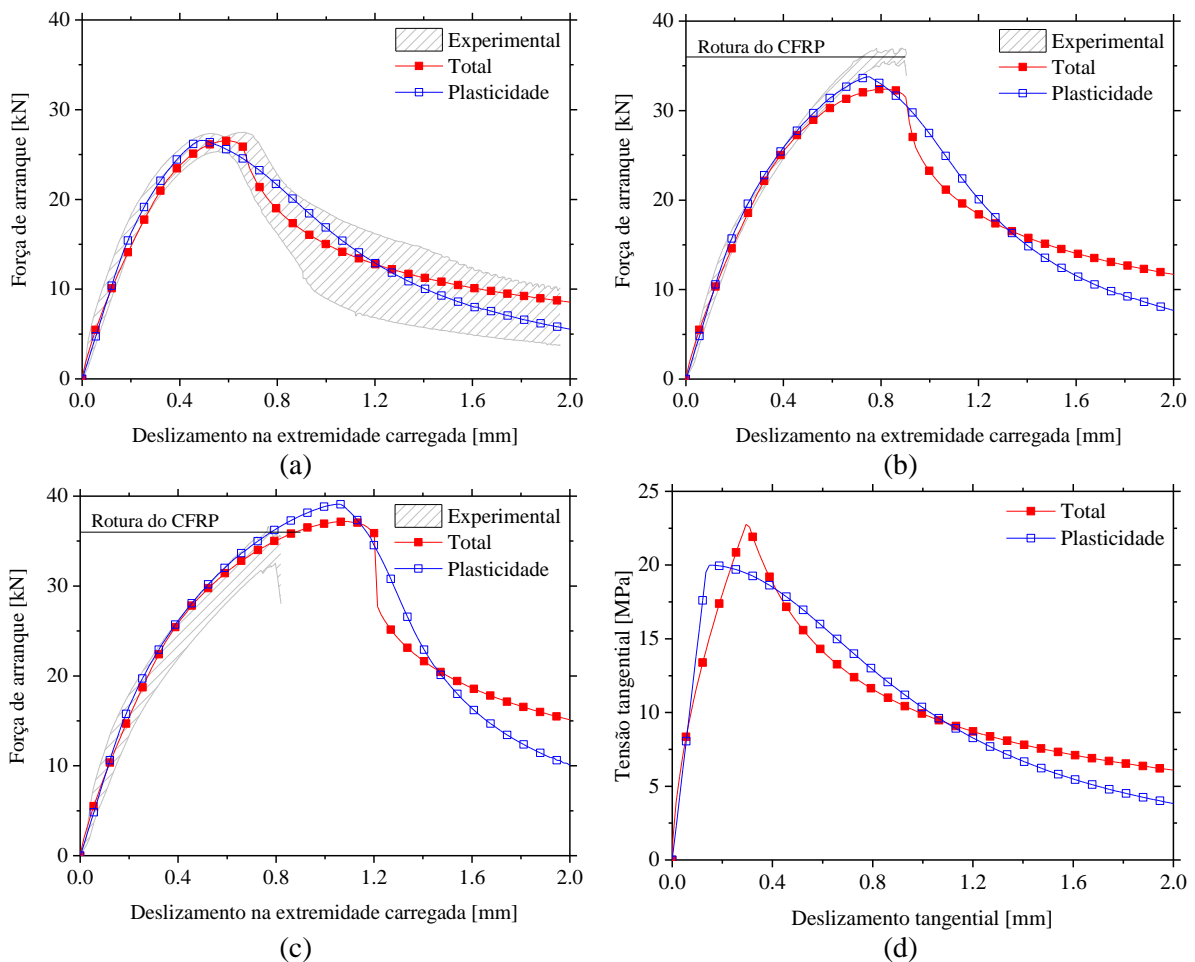 40
30
20
10
0
Força de arranque [kN]
Experimental
Total
Plasticidade
0.0 0.4 0.8 1.2 1.6 2.0
Deslizamento na extremidade carregada [mm]
(a)
40
30
20
10
0
Força de arranque [kN]
Rotura do CFRP
Experimental
Total
Plasticidade
0.0 0.4 0.8 1.2 1.6 2.0
Deslizamento na extremidade carregada [mm]
(b)
40
30
20
10
0
Força de arranque [kN]
Rotura do CFRP
Experimental
Total
Plasticidade
0.0 0.4 0.8 1.2 1.6 2.0
Deslizamento na extremidade carregada [mm]
(c)
25
20
15
10
5
0
Tensão tangential [MPa]
Total
Plasticidade
0.0 0.4 0.8 1.2 1.6 2.0
Deslizamento tangential [mm]
(d)